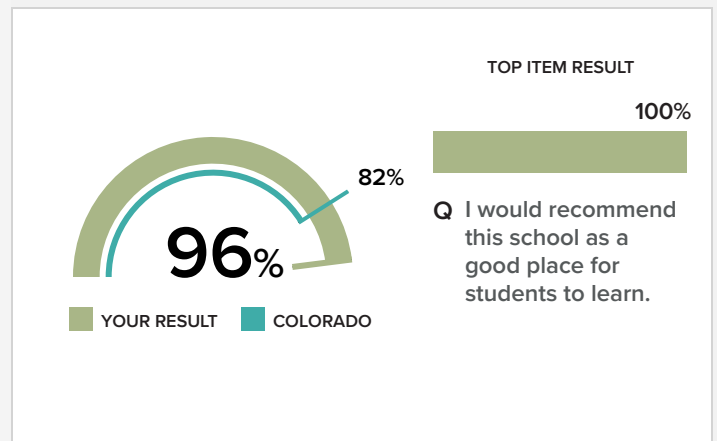 TOP ITEM RESULT
100%
82%
96%
Q I would recommend
this school as a
good place for
students to learn.
YOUR RESULT COLORADO